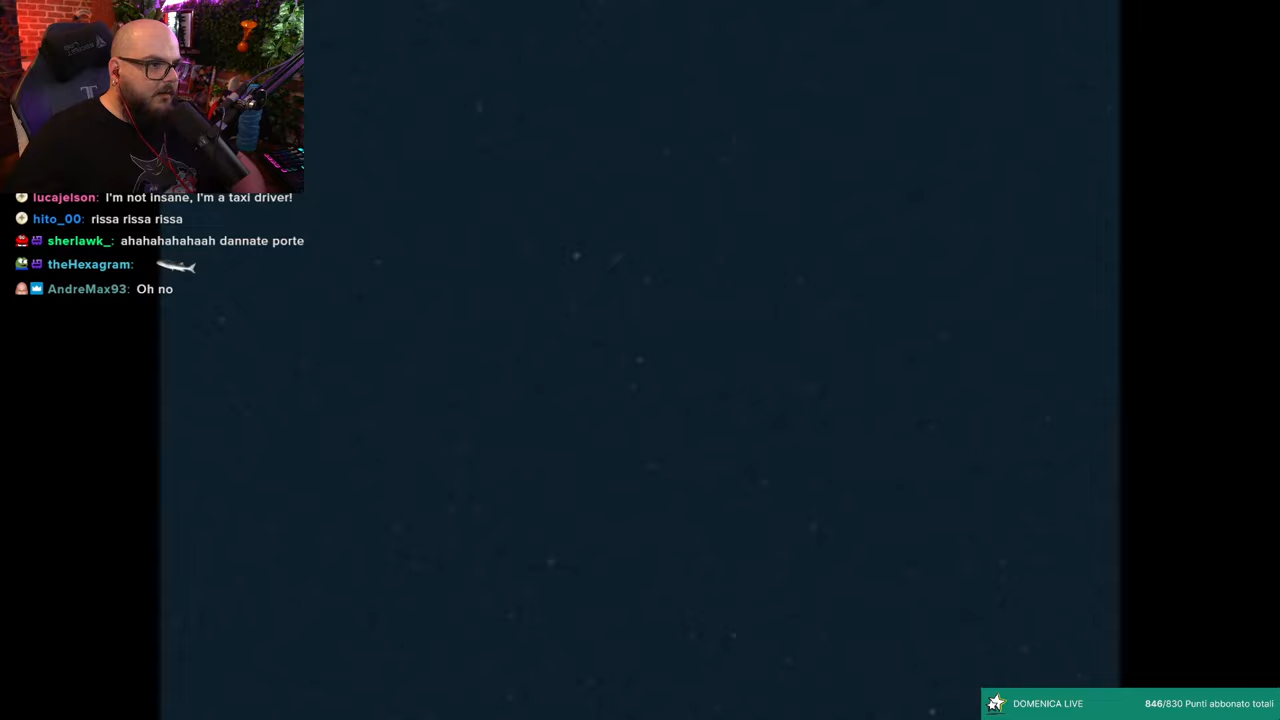 lucajelson: I'm not insane, I'm a taxi driver!
hito_00: rissa rissa rissa
sherlawk_: ahahahahahaah dannate porte
theHexagram:
AndreMax93: Oh no
DOMENICA LIVE 846/830 Punti abbonato totali